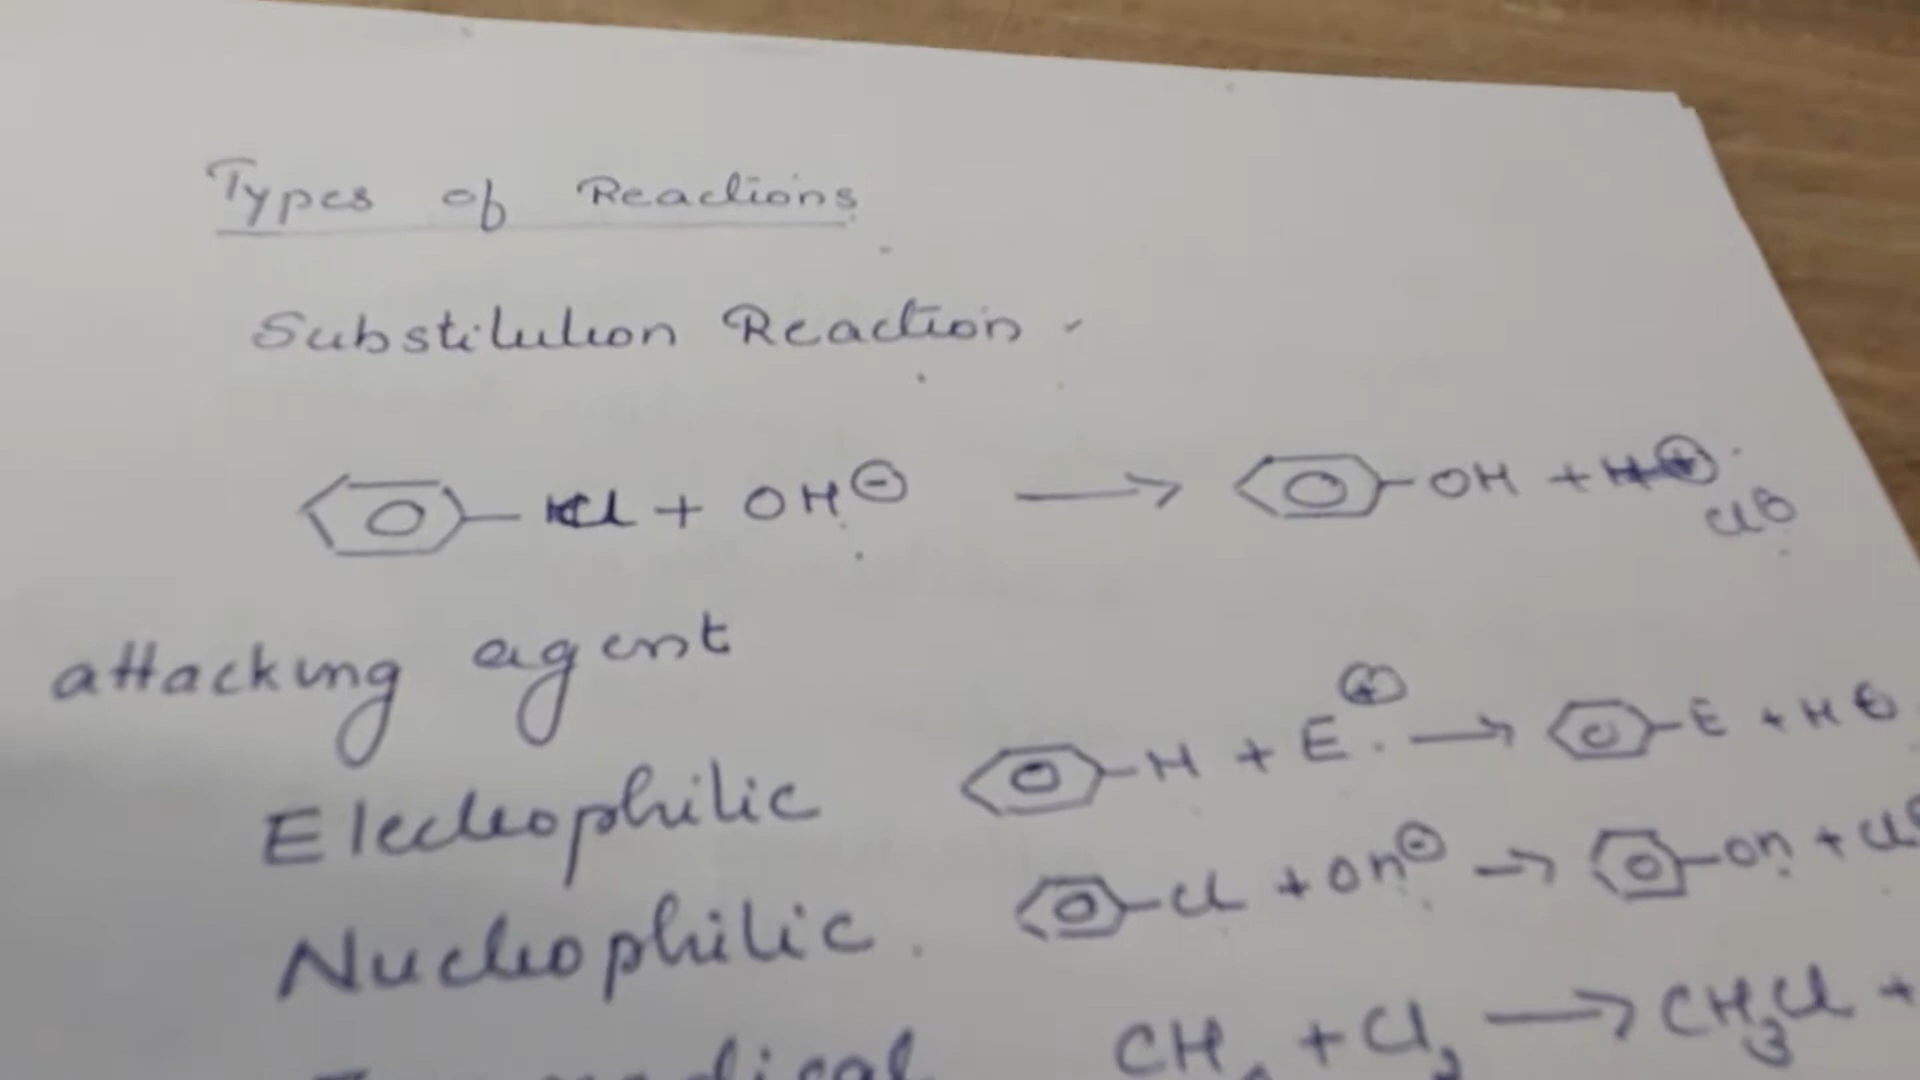 Types of Reactions
Substitution Reaction
Cl + OH⊖ → OH + Cl⊖
attacking agent
Electrophilic H + E⊕ → E + H⊕
Nucleophilic. Cl + OH⊖ → OH + Cl
CH + Cl2 → CH3Cl +